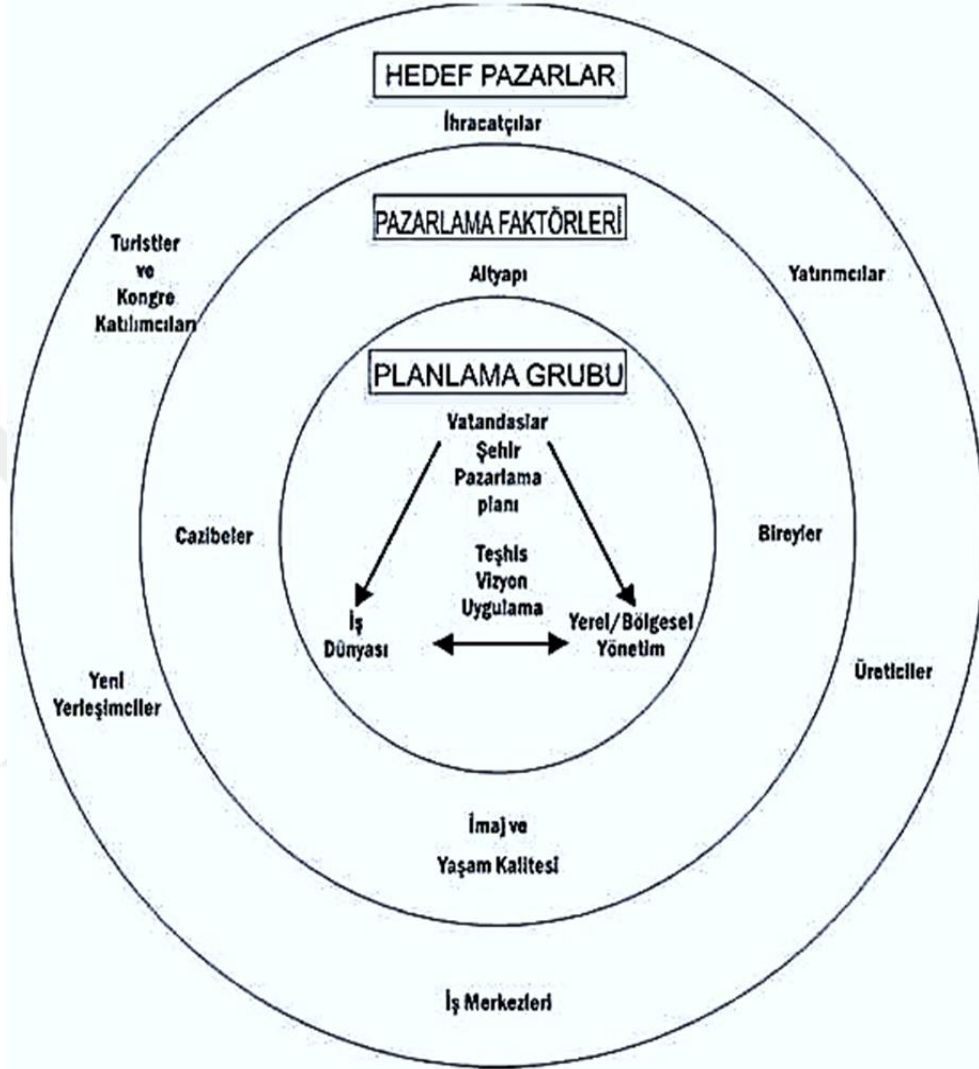 HEDEF PAZARLAR
İhracatçılar
PAZARLAMA FAKTÖRLERİ
Altyapı
Turistler
ve
Kongre
Katılımcıları
Yatırımcılar
PLANLAMA GRUBU
Vatandaslar
Şehir
Pazarlama
planı
Teşhis
Vizyon
Uygulama
Cazibeler
Bireyler
İş
Dünyası
Yerel/Bölgesel
Yönetim
Yeni
Yerleşimciler
Üreticiler
İmaj ve
Yaşam Kalitesi
İş Merkezleri